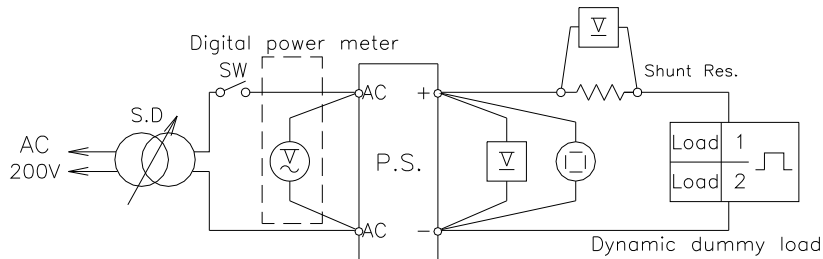 Digital power meter
SW
S.D
AC
200V
AC
AC
P.S.
+
−
V
V
V
Shunt Res.
Load 1
Load 2
Dynamic dummy load